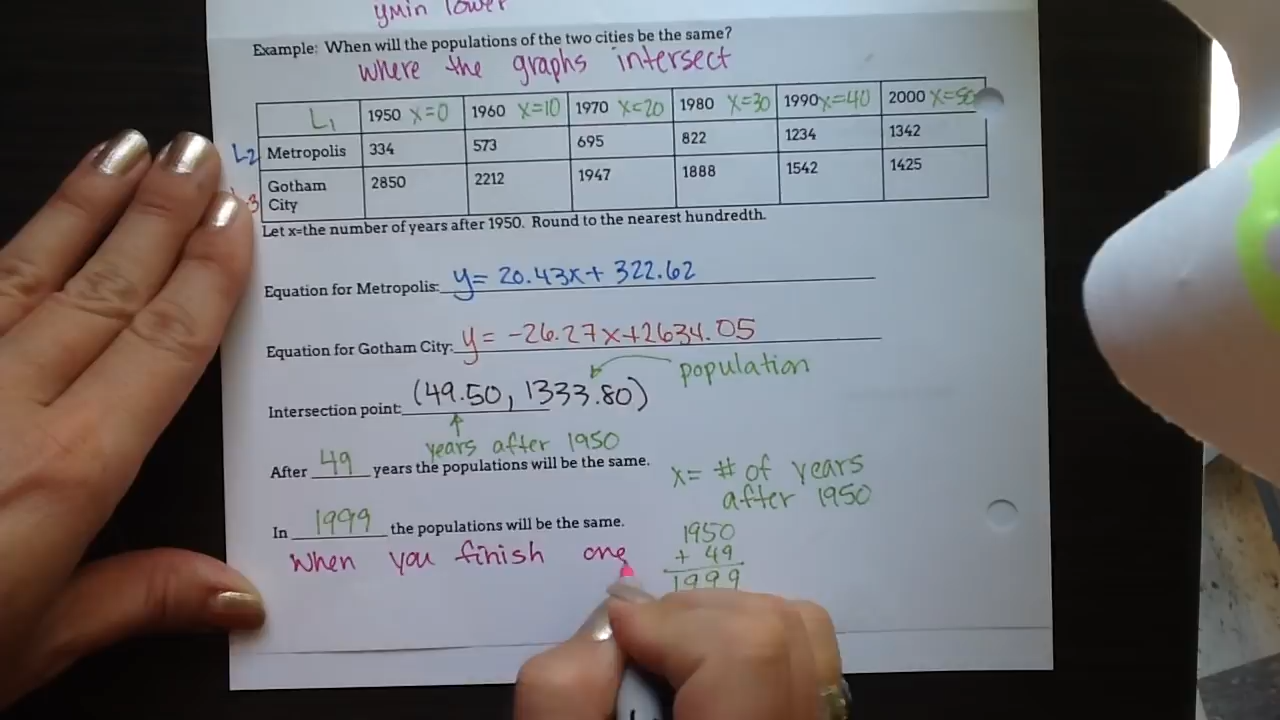 ymin lower
Example: When will the populations of the two cities be the same?
where the graphs intersect
L1 1950 x=0 1960 x=10 1970 x=20 1980 x=30 1990 x=40 2000 x=50
L2 Metropolis 334 573 695 822 1234 1342
Gotham City 2850 2212 1947 1888 1542 1425
Let x=the number of years after 1950. Round to the nearest hundredth.
Equation for Metropolis: y= 20.43x+ 322.62
Equation for Gotham City: y= -26.27x+2634.05
population
Intersection point: (49.50, 1333.80)
years after 1950
After 49 years the populations will be the same.
x= # of years
after 1950
In 1999 the populations will be the same.
1950
+ 49
1999
When you finish one